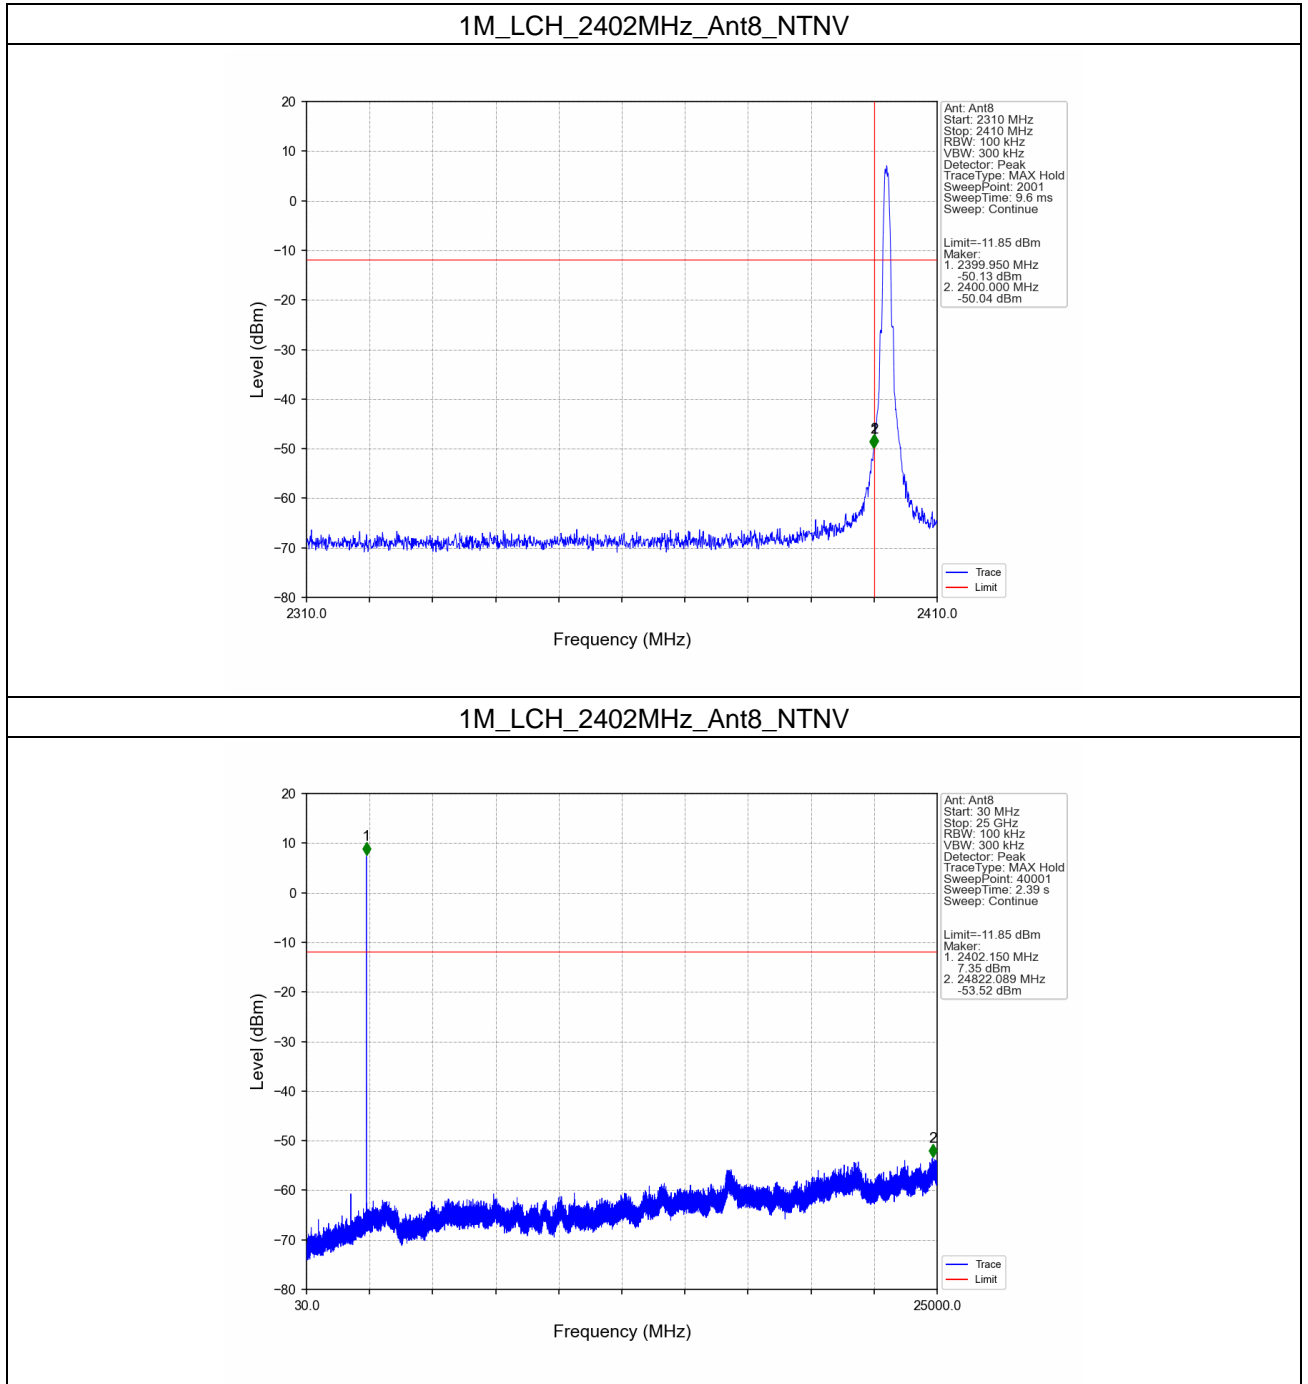 1M_LCH_2402MHz_Ant8_NTNV
20
10
0
−10
−20
−30
−40
−50
−60
−70
−80
Level (dBm)
2310.0
2410.0
Frequency (MHz)
2
Ant: Ant8
Start: 2310 MHz
Stop: 2410 MHz
RBW: 100 kHz
VBW: 300 kHz
Detector: Peak
TraceType: MAX Hold
SweepPoint: 2001
SweepTime: 9.6 ms
Sweep: Continue
Limit=-11.85 dBm
Maker:
1. 2399.950 MHz
-50.13 dBm
2. 2400.000 MHz
-50.04 dBm
Trace
Limit
1M_LCH_2402MHz_Ant8_NTNV
20
10
0
−10
−20
−30
−40
−50
−60
−70
−80
Level (dBm)
30.0
25000.0
Frequency (MHz)
1
2
Ant: Ant8
Start: 30 MHz
Stop: 25 GHz
RBW: 100 kHz
VBW: 300 kHz
Detector: Peak
TraceType: MAX Hold
SweepPoint: 40001
SweepTime: 2.39 s
Sweep: Continue
Limit=-11.85 dBm
Maker:
1. 2402.150 MHz
7.35 dBm
2. 24822.089 MHz
-53.52 dBm
Trace
Limit